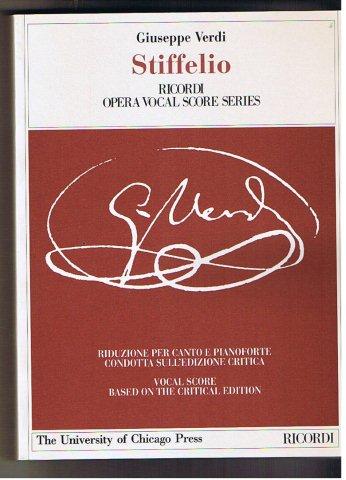 Giuseppe Verdi
Stiffelio
RICORDI
OPERA VOCAL SCORE SERIES
G. Verdi
RIDUZIONE PER CANTO E PIANOFORTE
CONDOTTA SULL'EDIZIONE CRITICA
VOCAL SCORE
BASED ON THE CRITICAL EDITION
The University of Chicago Press
RICORDI